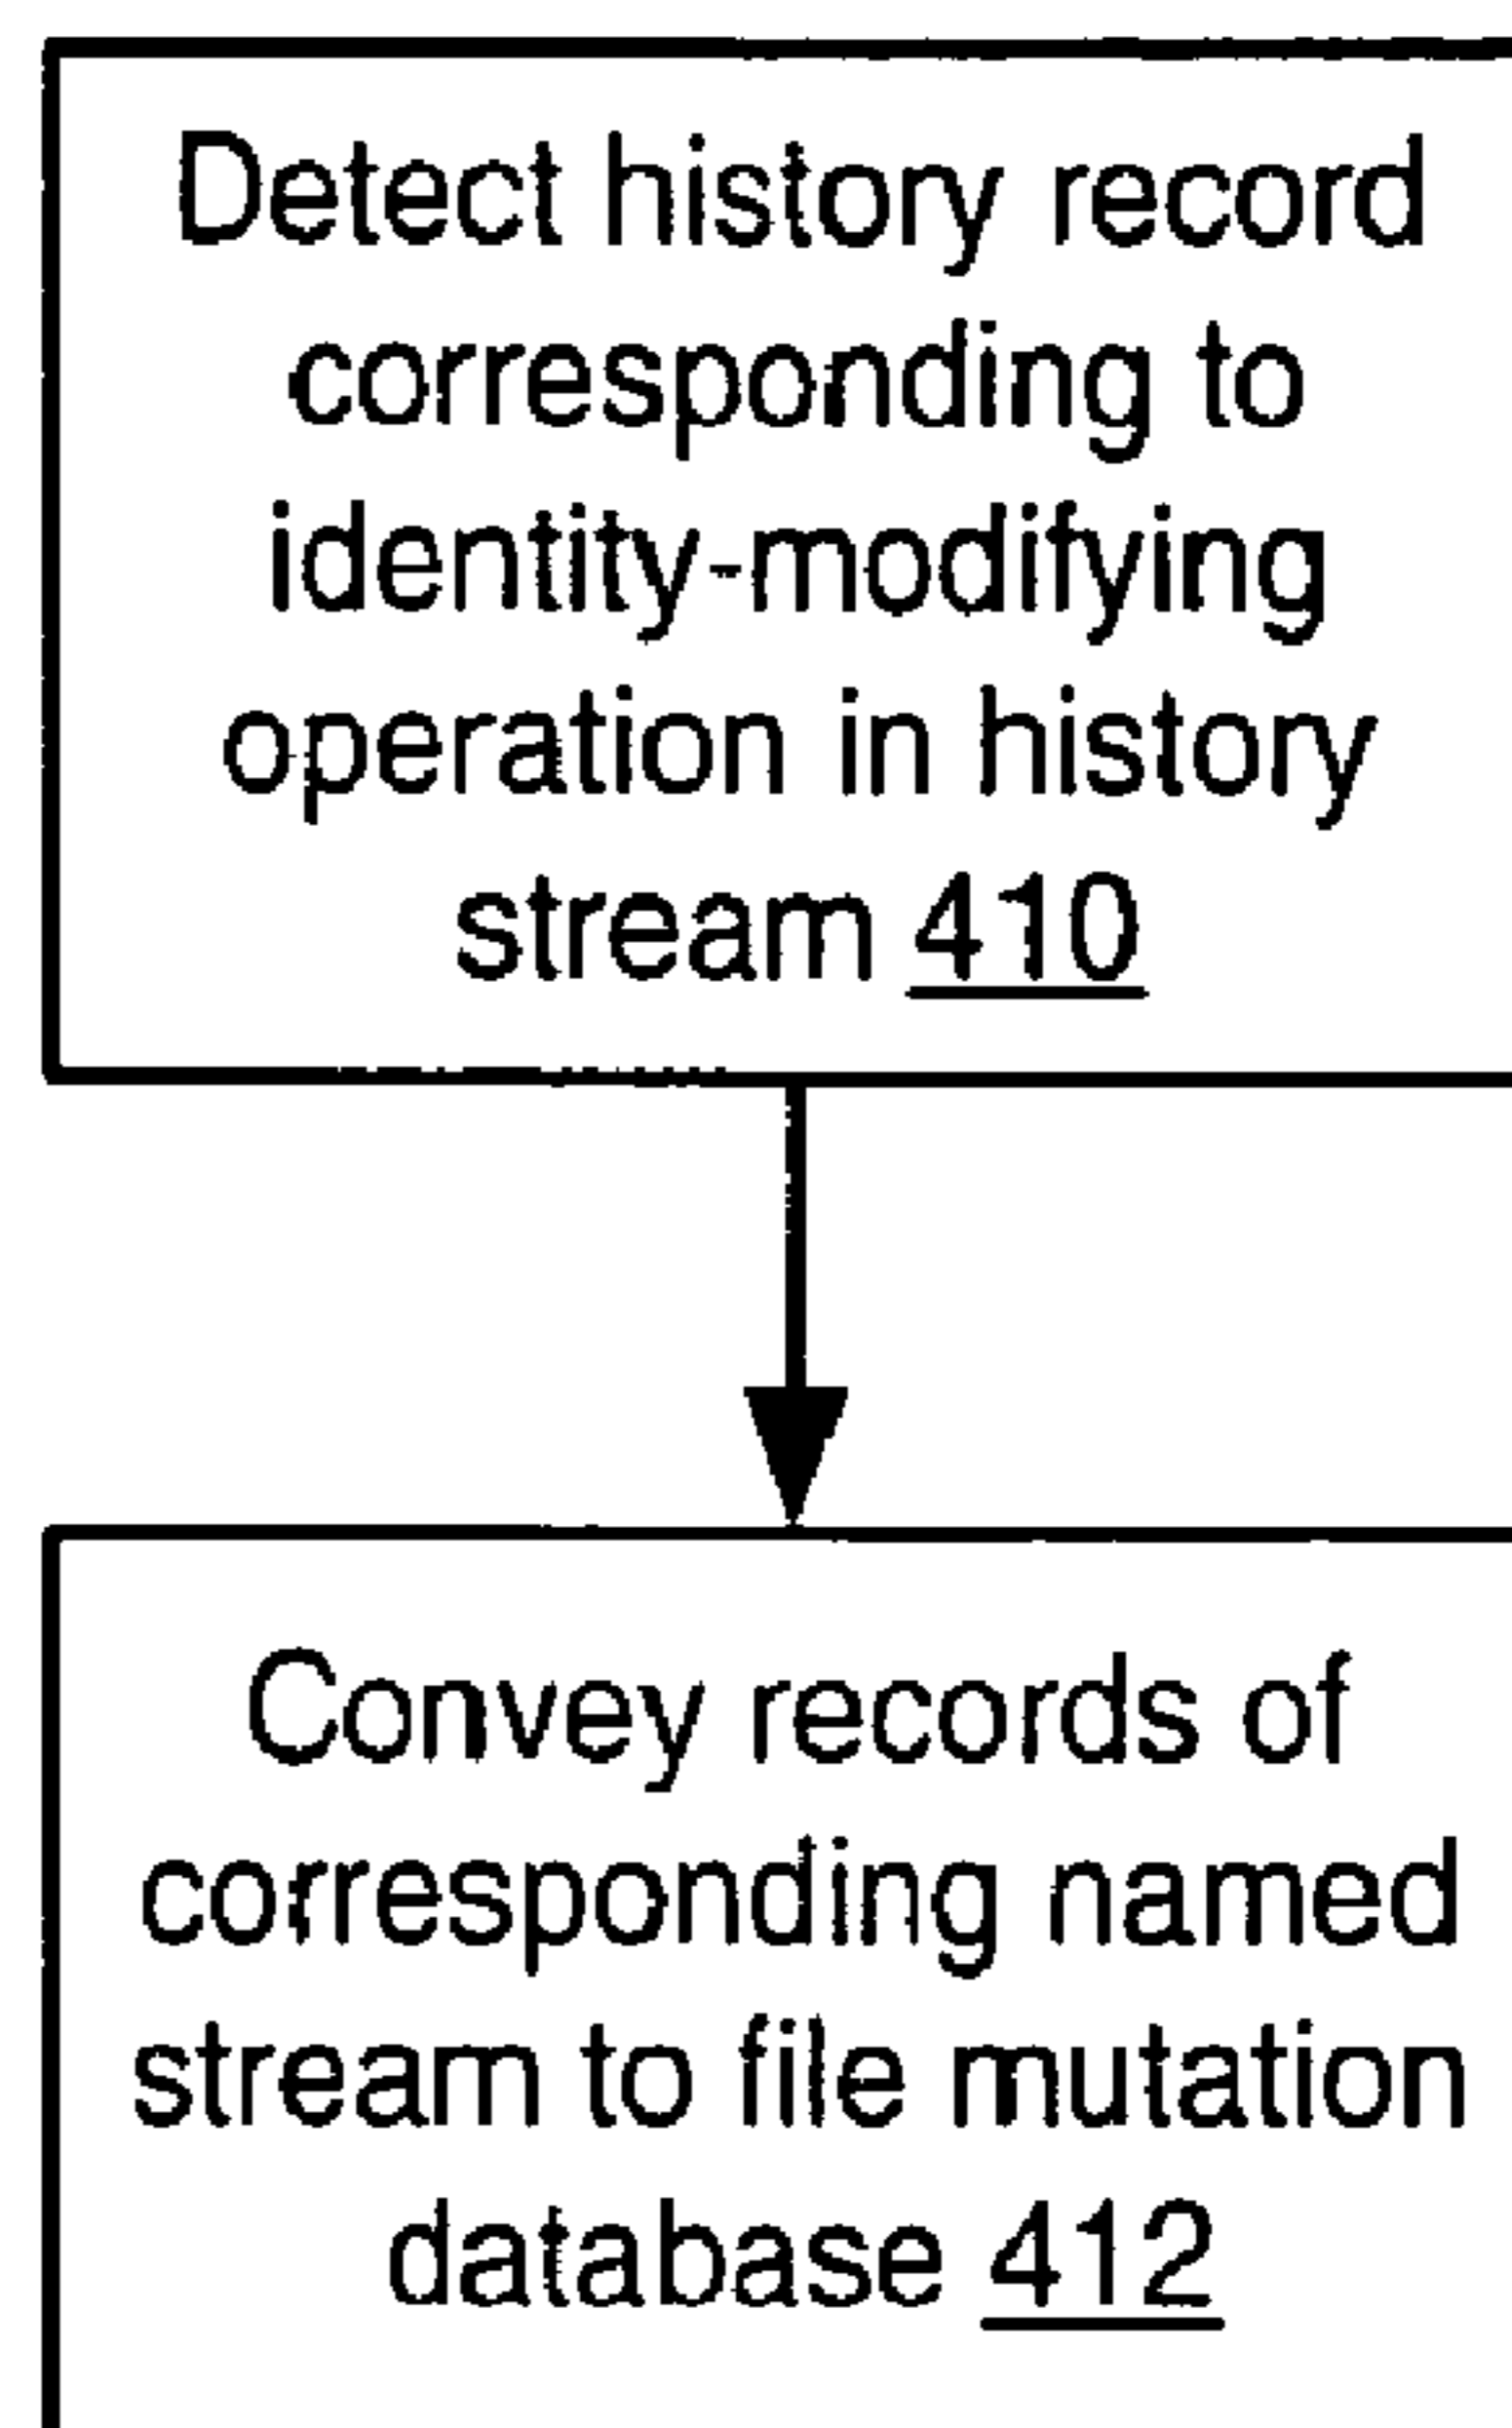 Detect history record
corresponding to
identity-modifying
operation in history
stream 410
Convey records of
corresponding named
stream to file mutation
database 412